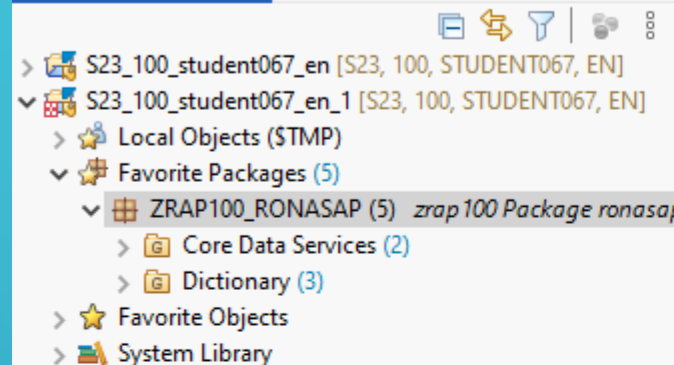 S23_100_student067_en [S23, 100, STUDENT067, EN]
S23_100_student067_en_1 [S23, 100, STUDENT067, EN]
Local Objects ($TMP)
Favorite Packages (5)
ZRAP100_RONASAP (5) zrap100 Package ronasap
Core Data Services (2)
Dictionary (3)
Favorite Objects
System Library